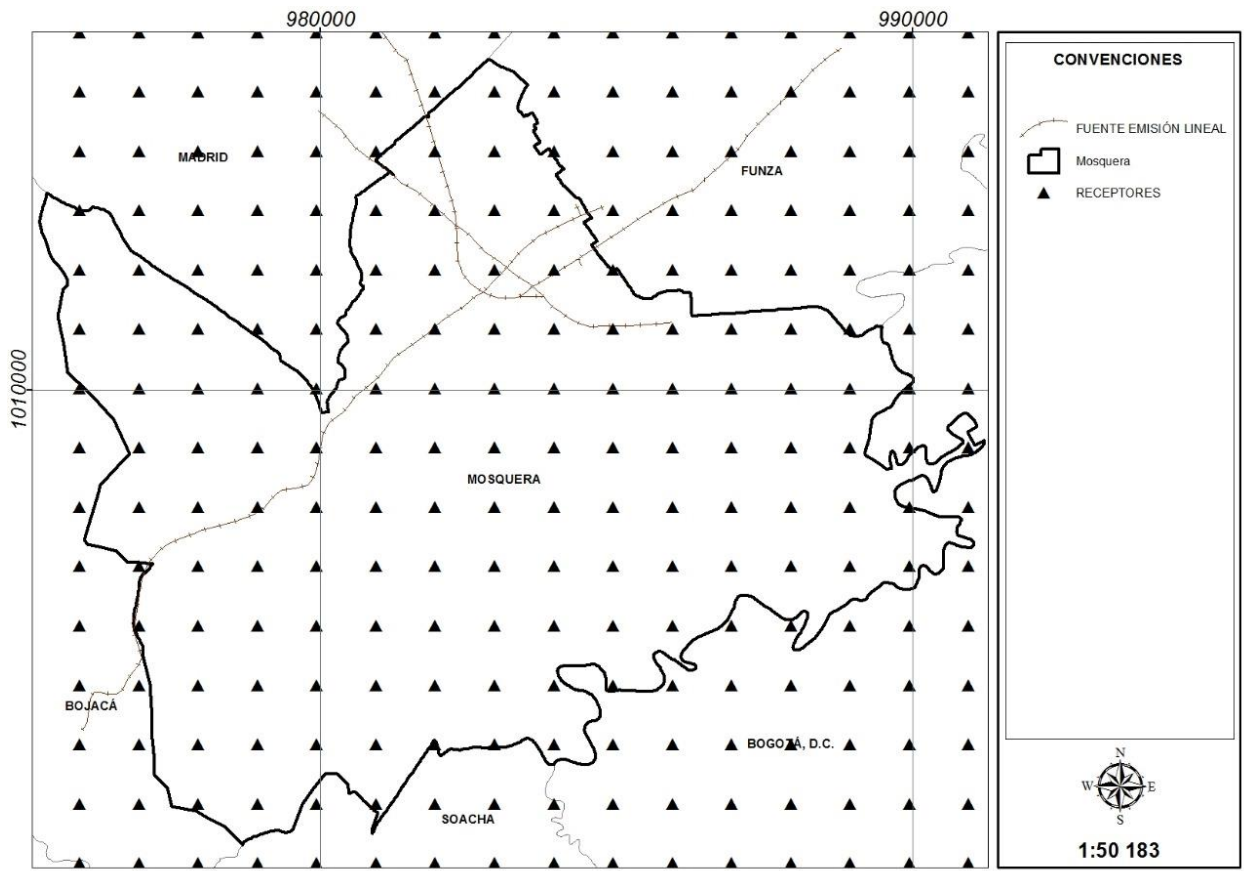 980000
990000
1010000
MADRID
FUNZA
MOSQUERA
BOJACÁ
BOGOTÁ, D.C.
SOACHA
CONVENCIONES
FUENTE EMISIÓN LINEAL
Mosquera
RECEPTORES
N
W
E
S
1:50 183